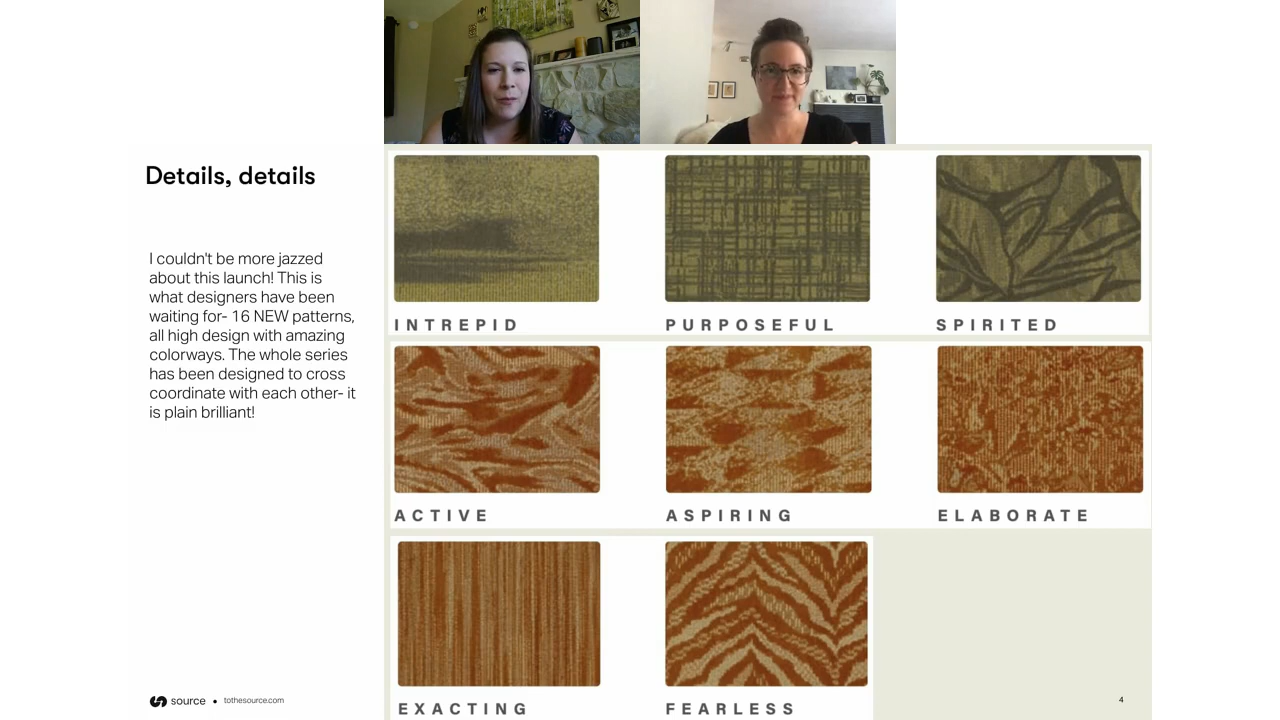 Details, details
I couldn't be more jazzed
about this launch! This is
what designers have been
waiting for- 16 NEW patterns,
all high design with amazing
colorways. The whole series
has been designed to cross
coordinate with each other- it
is plain brilliant!
INTREPID
PURPOSEFUL
SPIRITED
ACTIVE
ASPIRING
ELABORATE
EXACTING
FEARLESS
source • tothesource.com
4